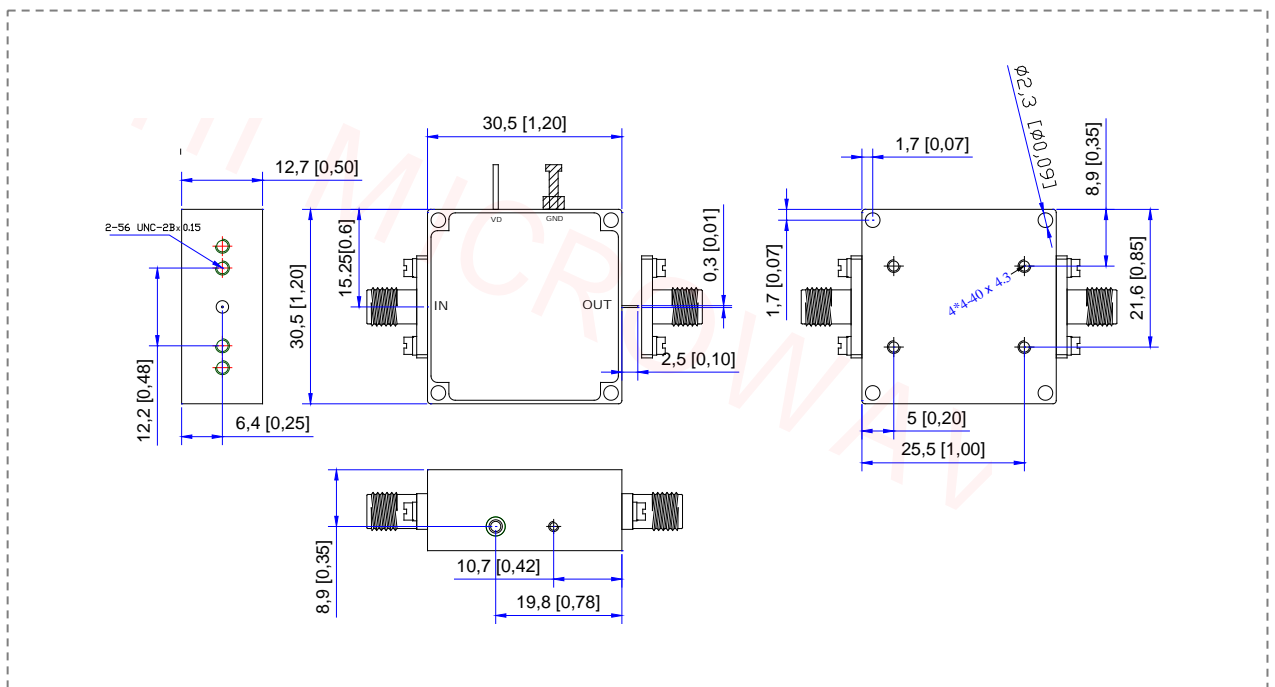 30,5 [1,20]
12,7 [0,50]
2-56 UNC-2B x 0.15
12,2 [0,48]
6,4 [0,25]
15.25[0.6]
30,5 [1,20]
VD
GND
IN
OUT
0,3 [0,01]
2,5 [0,10]
1,7 [0,07]
Ø2,3 [Ø0,09]
8,9 [0,35]
1,7 [0,07]
4*4-40 x 4.3
21,6 [0,85]
5 [0,20]
25,5 [1,00]
8,9 [0,35]
10,7 [0,42]
19,8 [0,78]
MICROWAV